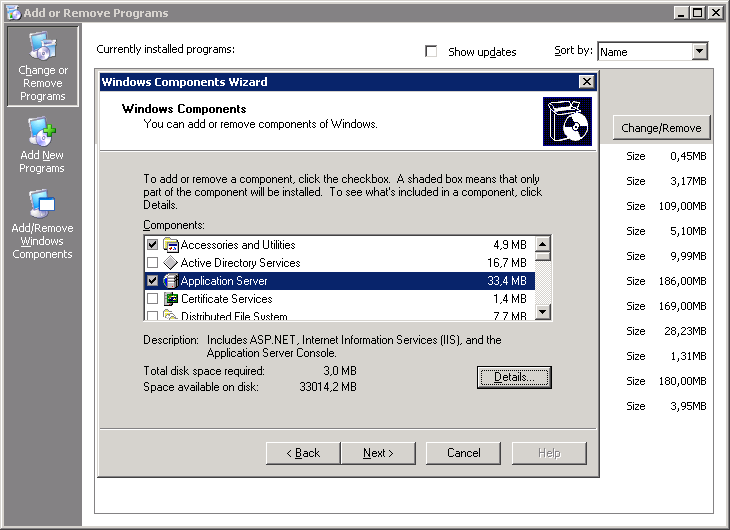 Add or Remove Programs
Change or
Remove
Programs
Add New
Programs
Add/Remove
Windows
Components
Currently installed programs:
Show updates
Sort by:
Name
Windows Components Wizard
Windows Components
You can add or remove components of Windows.
To add or remove a component, click the checkbox. A shaded box means that only
part of the component will be installed. To see what's included in a component, click
Details.
Components:
Accessories and Utilities 4,9 MB
Active Directory Services 16,7 MB
Application Server 33,4 MB
Certificate Services 1,4 MB
Distributed File System 7,7 MB
Description: Includes ASP.NET, Internet Information Services (IIS), and the
Application Server Console.
Total disk space required: 3,0 MB
Space available on disk: 33014,2 MB
Details...
< Back
Next >
Cancel
Help
Change/Remove
Size 0,45MB
Size 3,17MB
Size 109,00MB
Size 5,10MB
Size 9,99MB
Size 186,00MB
Size 169,00MB
Size 28,23MB
Size 1,31MB
Size 180,00MB
Size 3,95MB